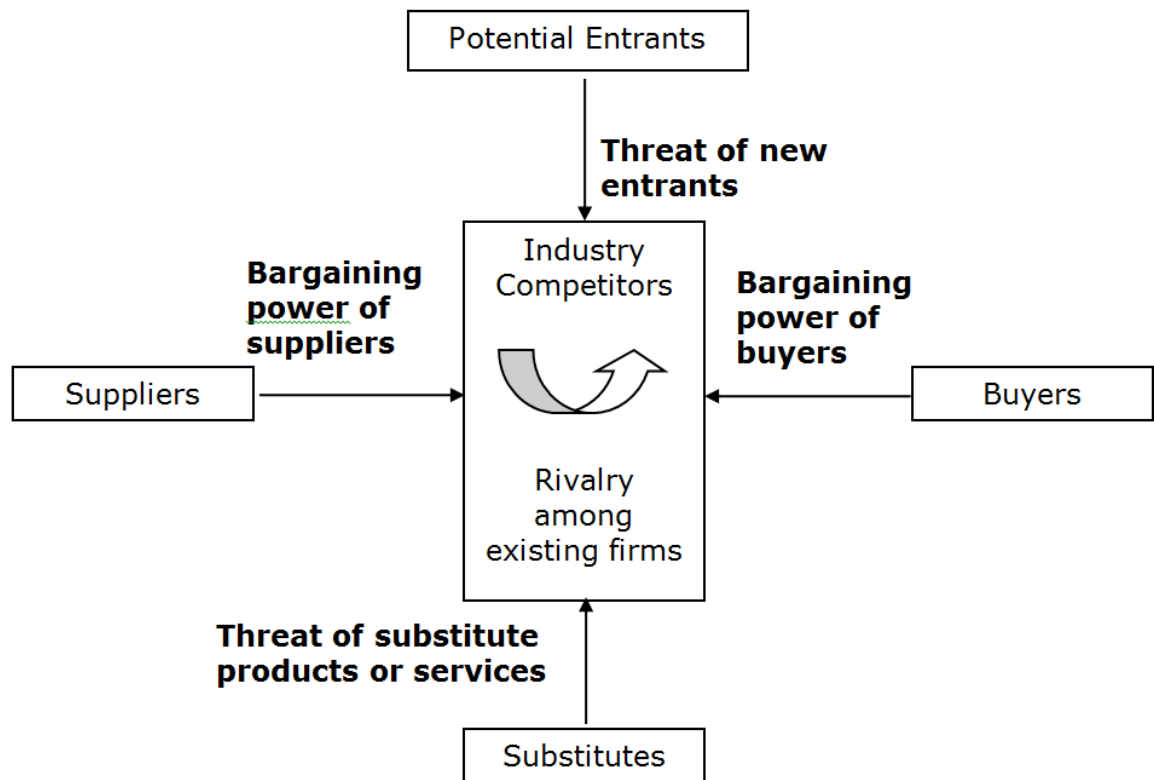 Potential Entrants
Threat of new
entrants
Industry
Competitors
Bargaining
power of
suppliers
Bargaining
power of
buyers
Suppliers
Buyers
Rivalry
among
existing firms
Threat of substitute
products or services
Substitutes